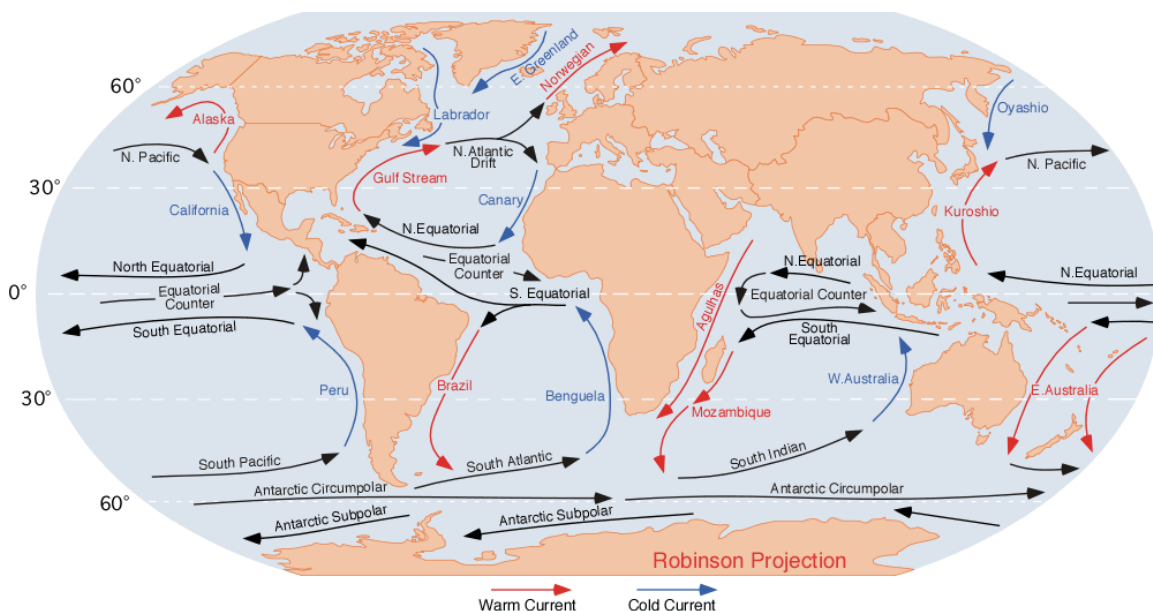 E. Greenland
Norwegian
60°
Alaska
Labrador
Oyashio
N. Pacific
N. Atlantic
Drift
N. Pacific
Gulf Stream
30°
California
Canary
Kuroshio
N.Equatorial
North Equatorial
Equatorial
Counter
N.Equatorial
N.Equatorial
Equatorial
Counter
0°
S. Equatorial
Equatorial Counter
South Equatorial
Agulhas
South
Equatorial
Peru
Brazil
Benguela
W.Australia
E.Australia
30°
Mozambique
South Pacific
South Atlantic
South Indian
Antarctic Circumpolar
Antarctic Circumpolar
60°
Antarctic Subpolar
Antarctic Subpolar
Robinson Projection
Warm Current
Cold Current